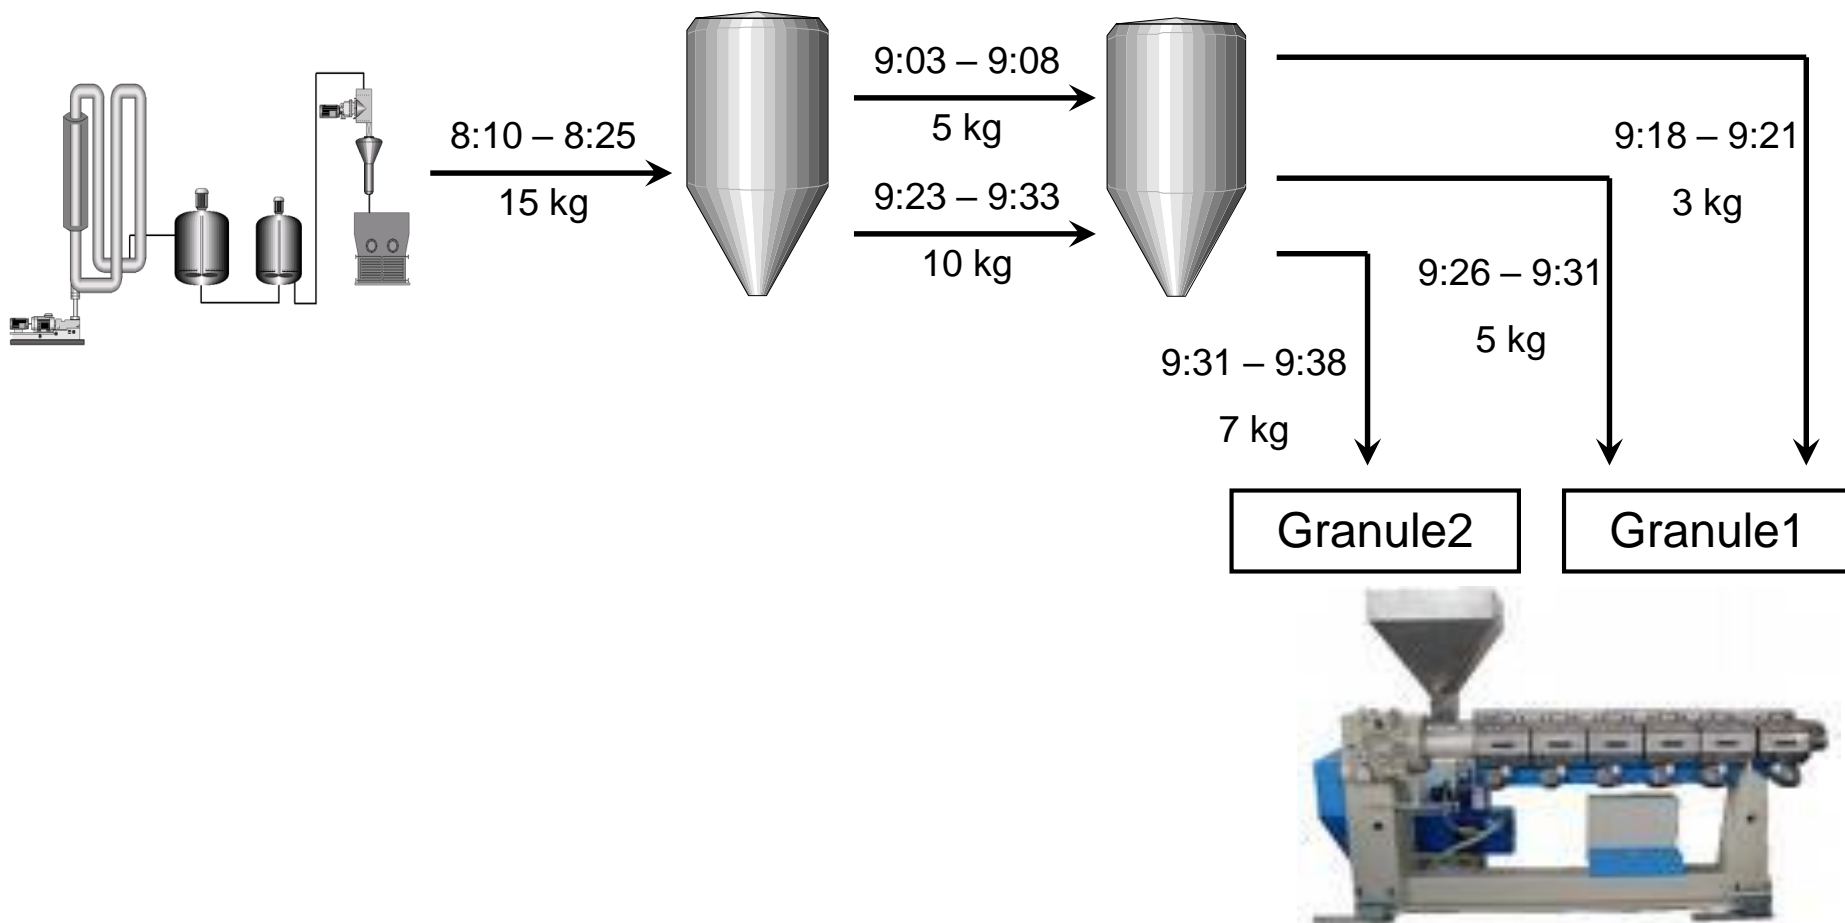 8:10 – 8:25
15 kg
9:03 – 9:08
5 kg
9:23 – 9:33
10 kg
9:18 – 9:21
3 kg
9:26 – 9:31
5 kg
9:31 – 9:38
7 kg
Granule2
Granule1